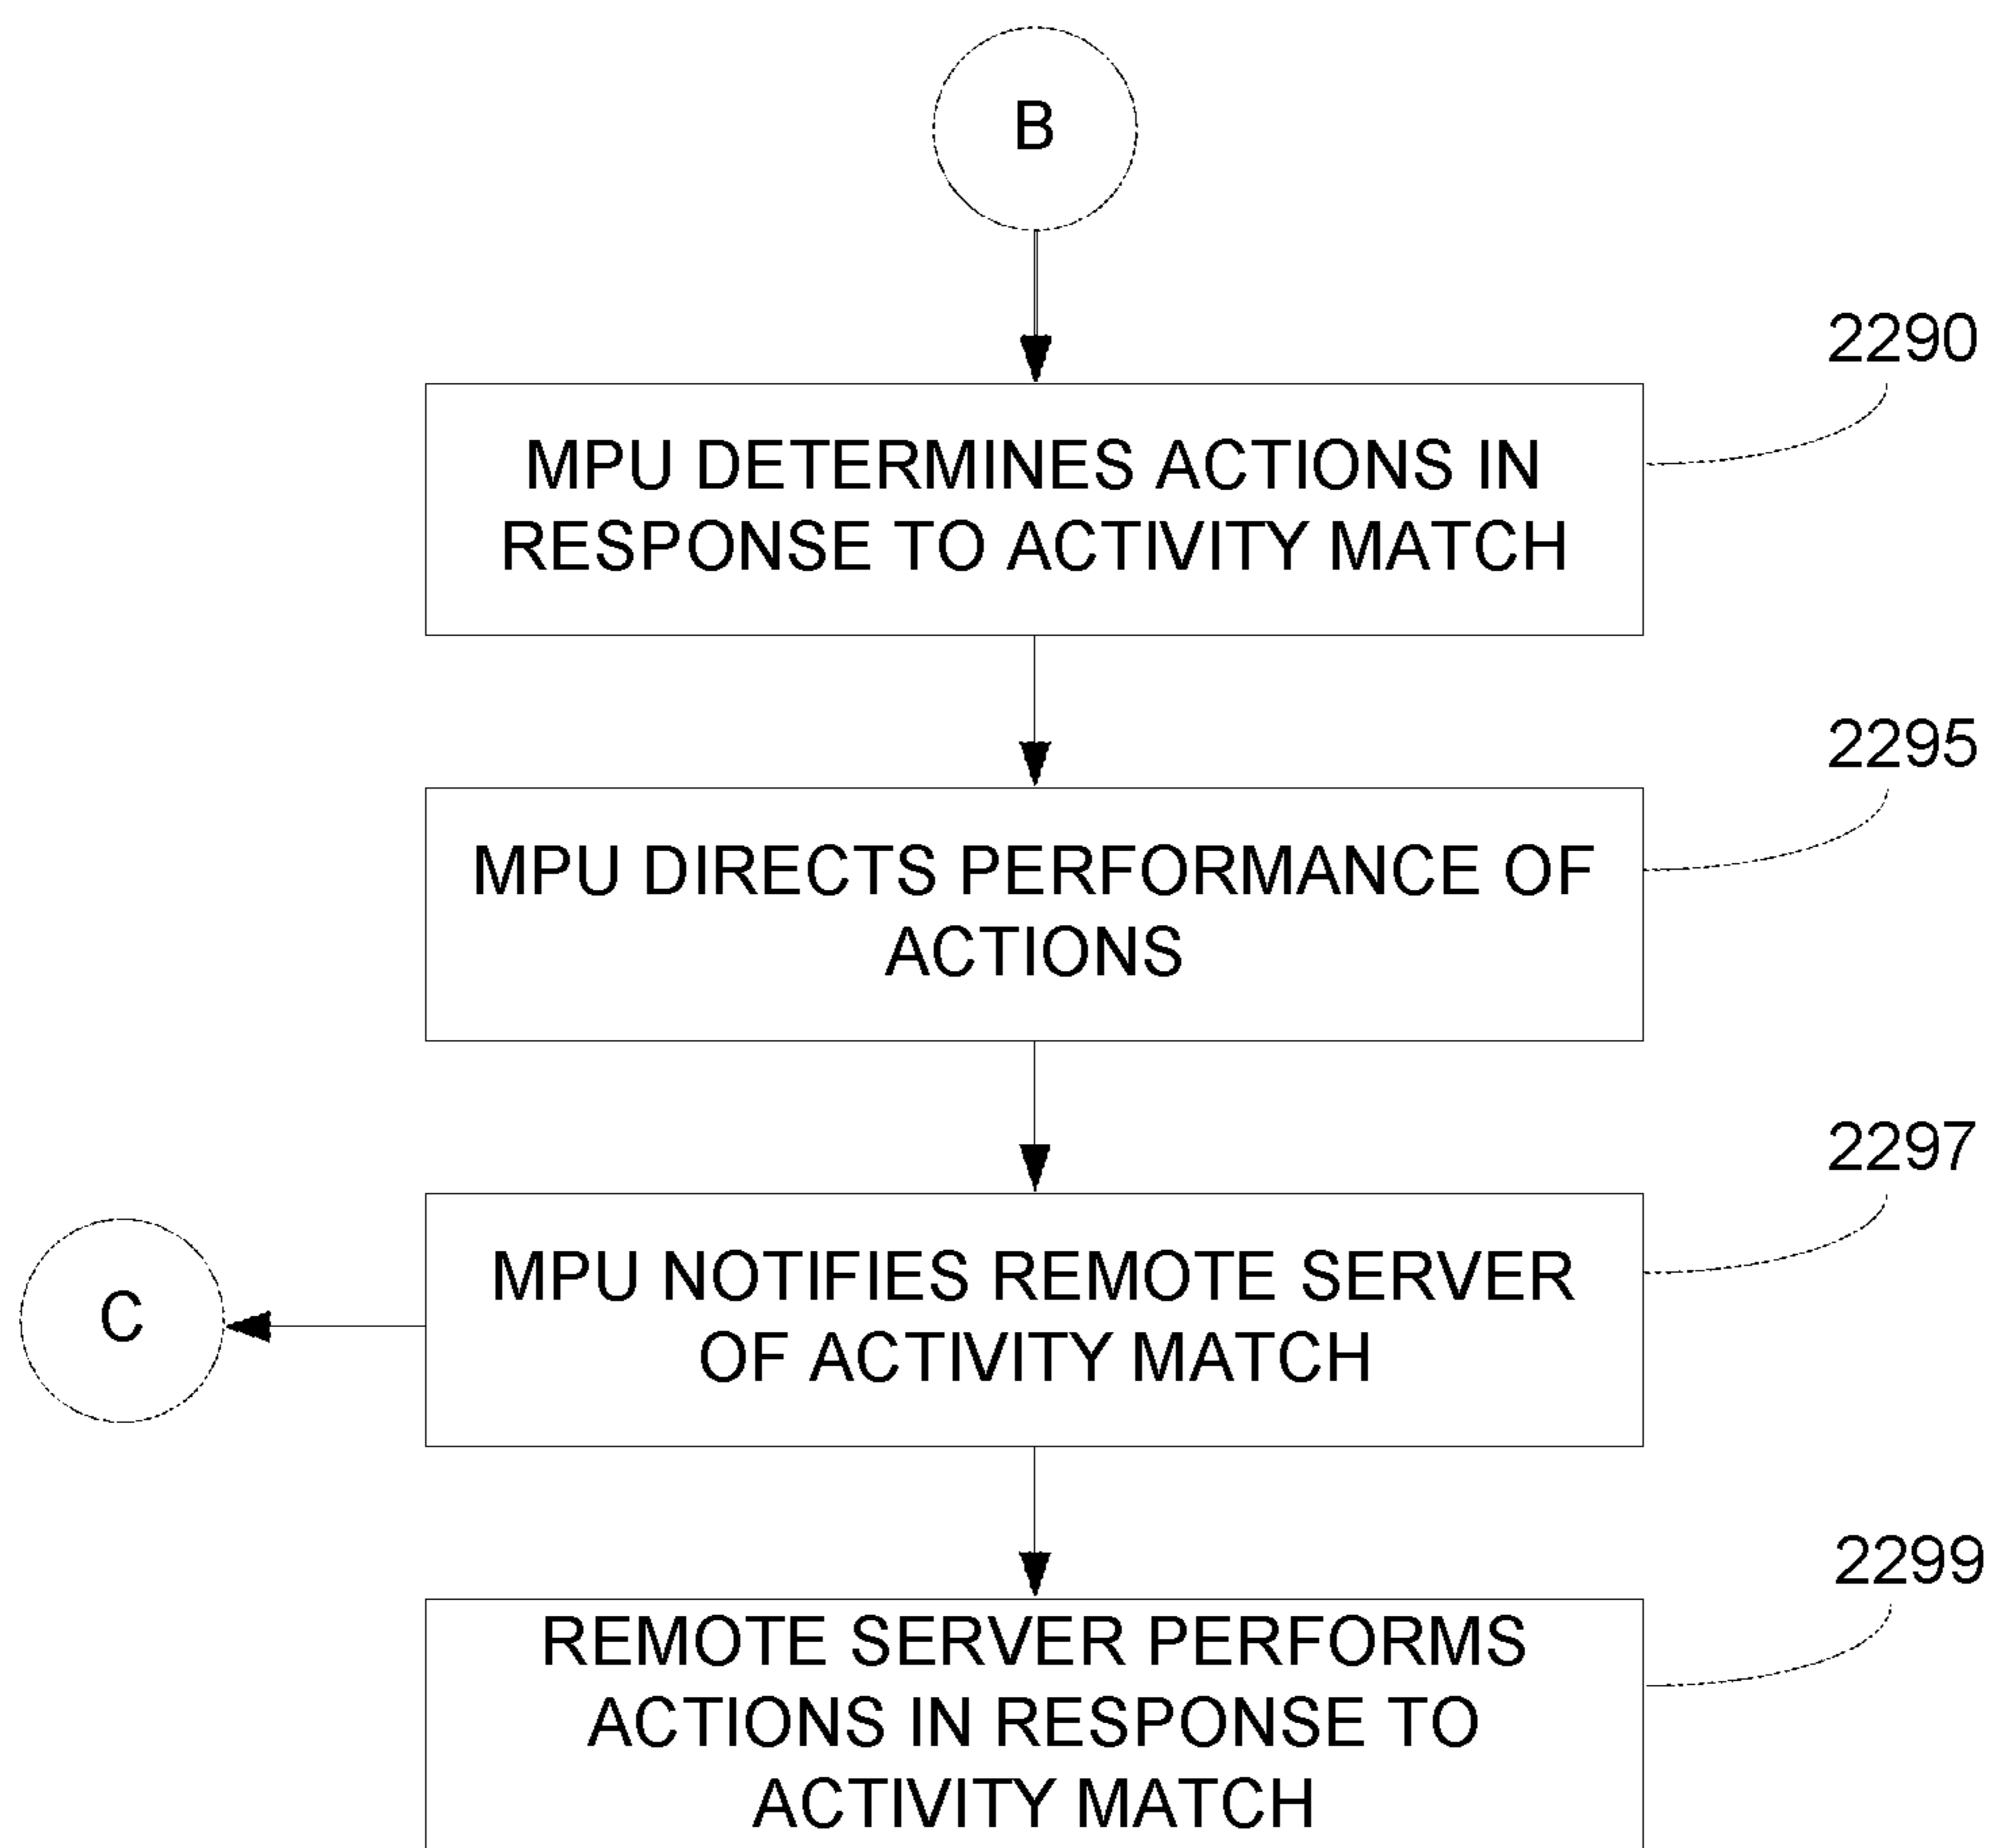 B
2290
MPU DETERMINES ACTIONS IN
RESPONSE TO ACTIVITY MATCH
2295
MPU DIRECTS PERFORMANCE OF
ACTIONS
2297
MPU NOTIFIES REMOTE SERVER
OF ACTIVITY MATCH
C
2299
REMOTE SERVER PERFORMS
ACTIONS IN RESPONSE TO
ACTIVITY MATCH